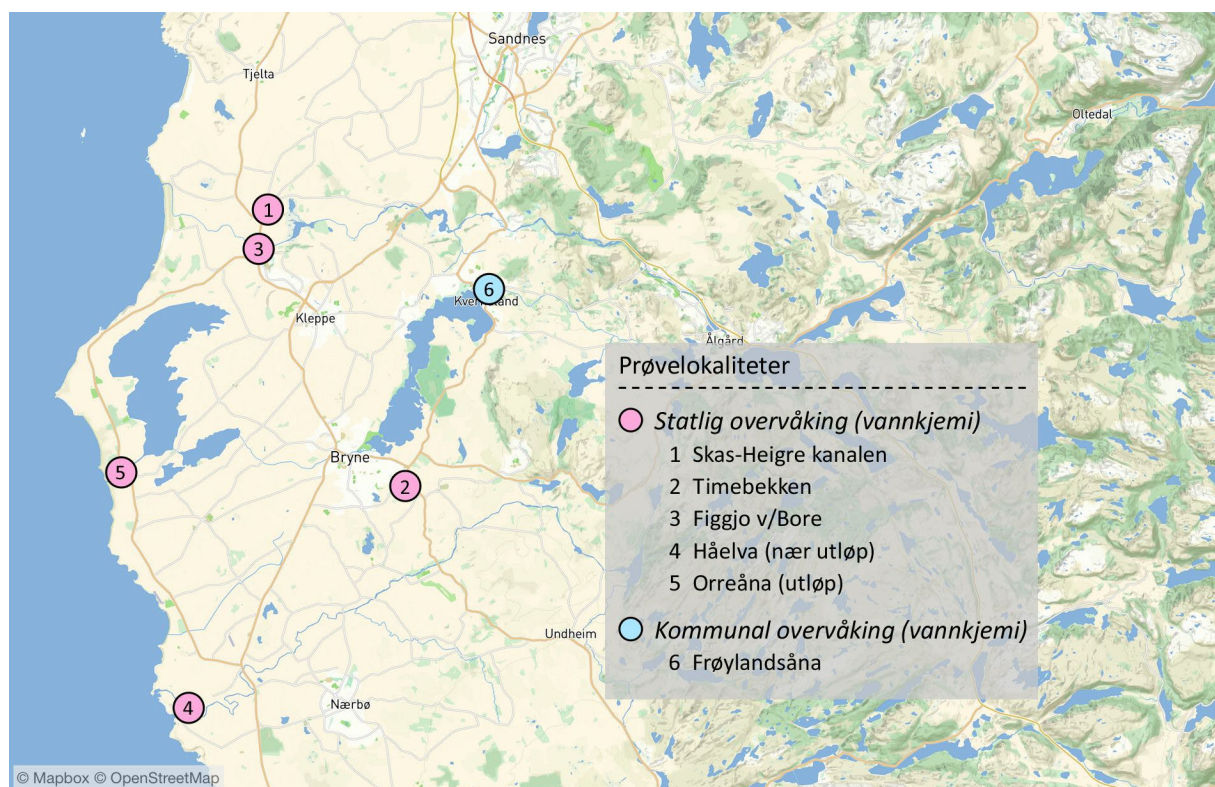 Sandnes
Tjelta
Oltedal
1
3
6
Kleppe
Ålgård
Prøvelokaliteter
Statlig overvåking (vannkjemi)
1 Skas-Heigre kanalen
2 Timebekken
3 Figgjo v/Bore
4 Håelva (nær utløp)
5 Orreåna (utløp)
Kommunal overvåking (vannkjemi)
6 Frøylandsåna
Bryne
5
2
Undheim
Nærbø
4
© Mapbox © OpenStreetMap